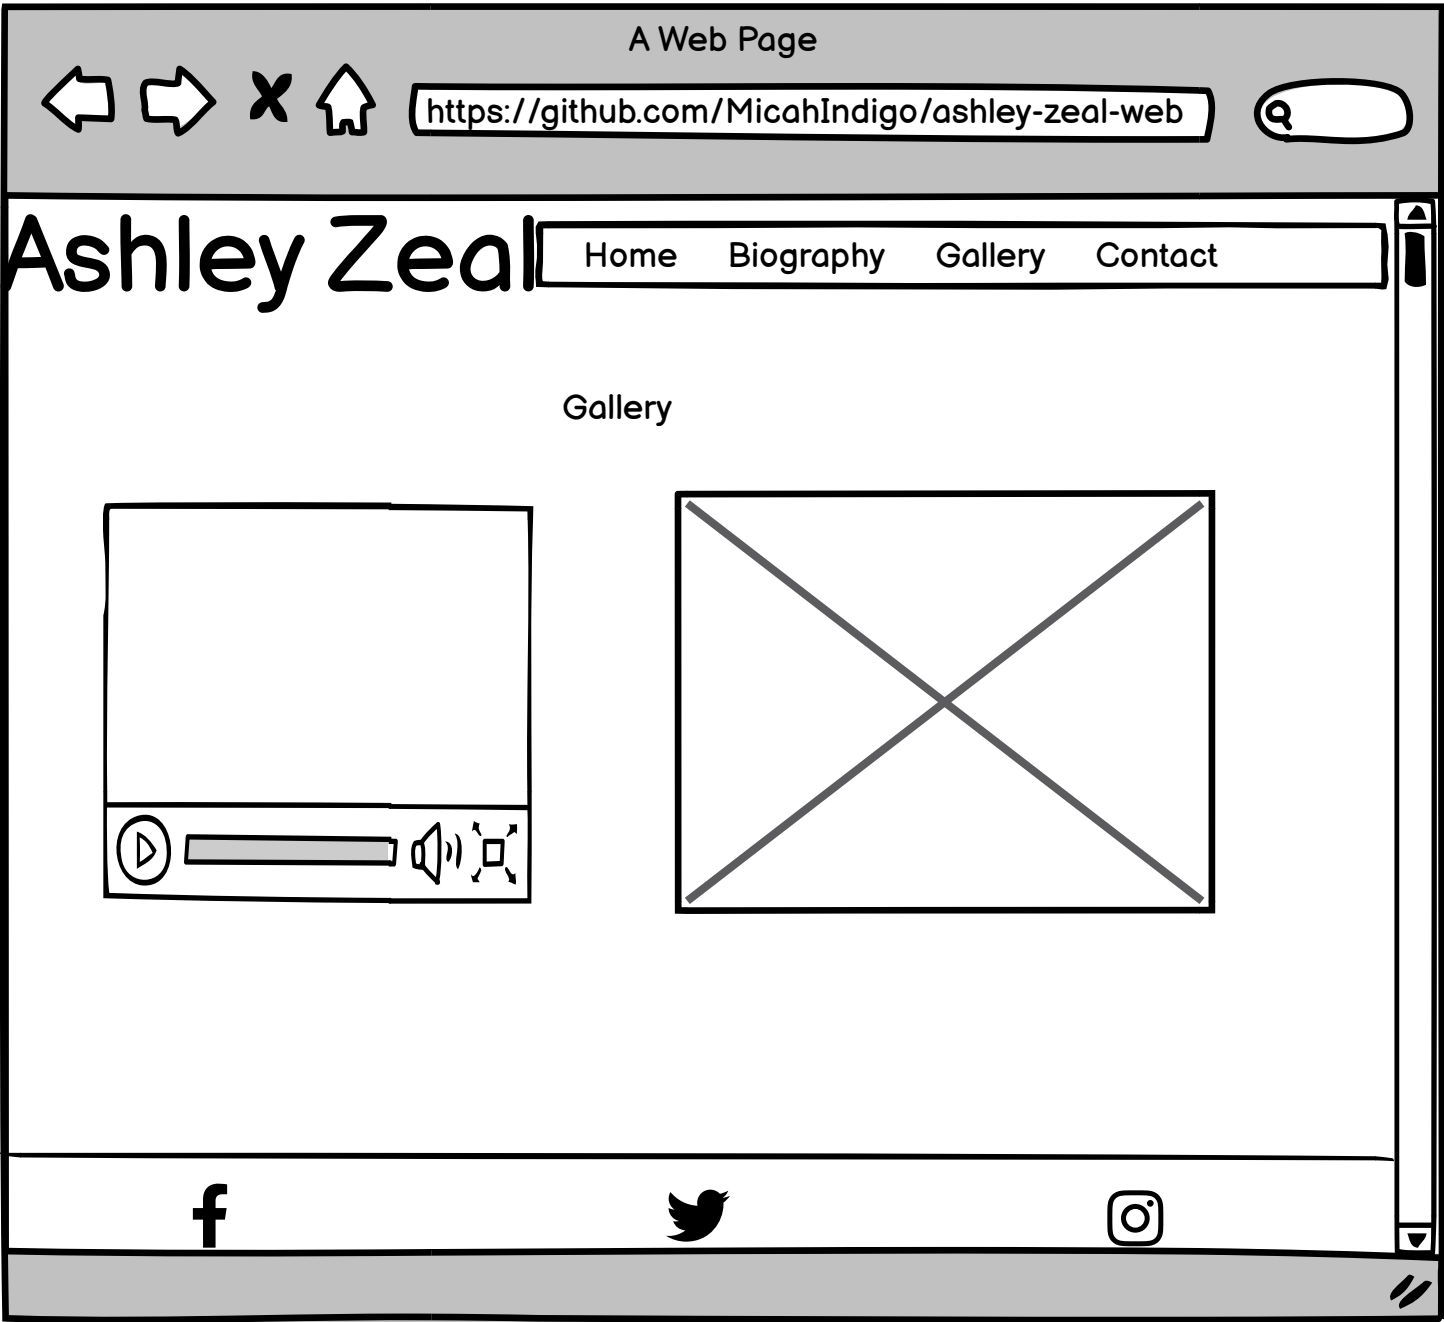 A Web Page
https://github.com/MicahIndigo/ashley-zeal-web
Ashley Zeal
Home Biography Gallery Contact
Gallery